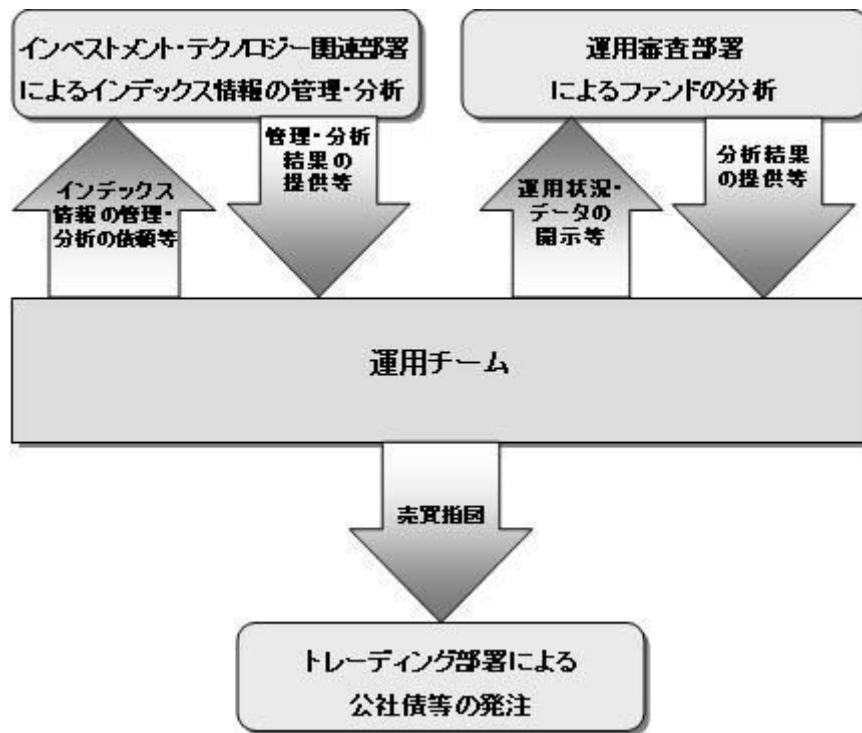 インベストメント・テクノロジー関連部署
によるインデックス情報の管理・分析
運用審査部署
によるファンドの分析
インデックス
情報の管理・
分析の依頼等
管理・分析
結果の
提供等
運用状況・
データの
開示等
分析結果
の提供等
運用チーム
売買指図
トレーディング部署による
公社債等の発注